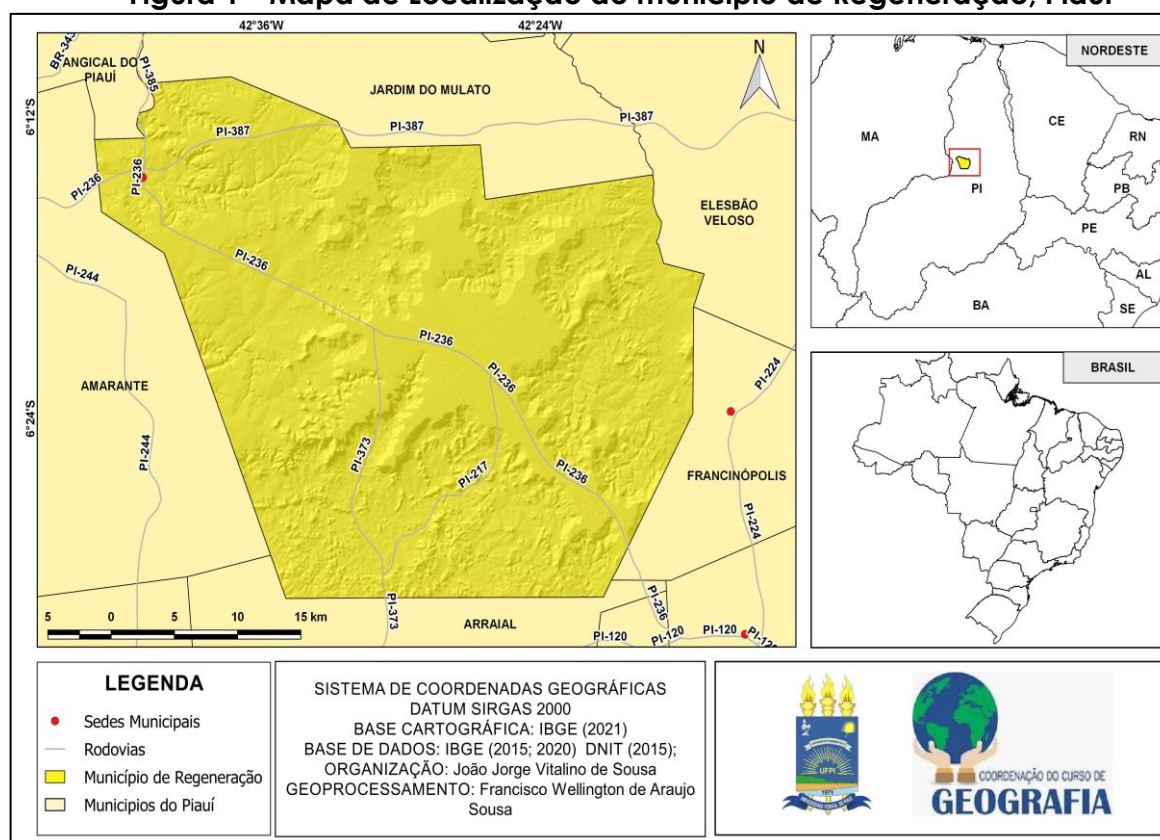 Figura 1 – Mapa de Localização do município de Regeneração, Piauí
42°36'W
42°24'W
6°12'S
6°24'S
BR-343
ANGICAL DO
PIAUÍ
PI-385
JARDIM DO MULATO
N
PI-387
PI-387
PI-387
PI-236
PI-236
ELESBÃO
VELOSO
PI-244
PI-236
PI-236
PI-236
PI-224
AMARANTE
PI-244
PI-373
PI-217
PI-236
FRANCINÓPOLIS
PI-224
PI-236
PI-373
ARRAIAL
PI-120
PI-120
PI-120
5 0 5 10 15 km
NORDESTE
MA
CE
RN
PB
PI
PE
AL
SE
BA
BRASIL
LEGENDA
Sedes Municipais
Rodovias
Município de Regeneração
Municipios do Piauí
SISTEMA DE COORDENADAS GEOGRÁFICAS
DATUM SIRGAS 2000
BASE CARTOGRÁFICA: IBGE (2021)
BASE DE DADOS: IBGE (2015; 2020) DNIT (2015);
ORGANIZAÇÃO: João Jorge Vitalino de Sousa
GEOPROCESSAMENTO: Francisco Wellington de Araujo
Sousa
UFPI
1971
COORDENAÇÃO DO CURSO DE
GEOGRAFIA